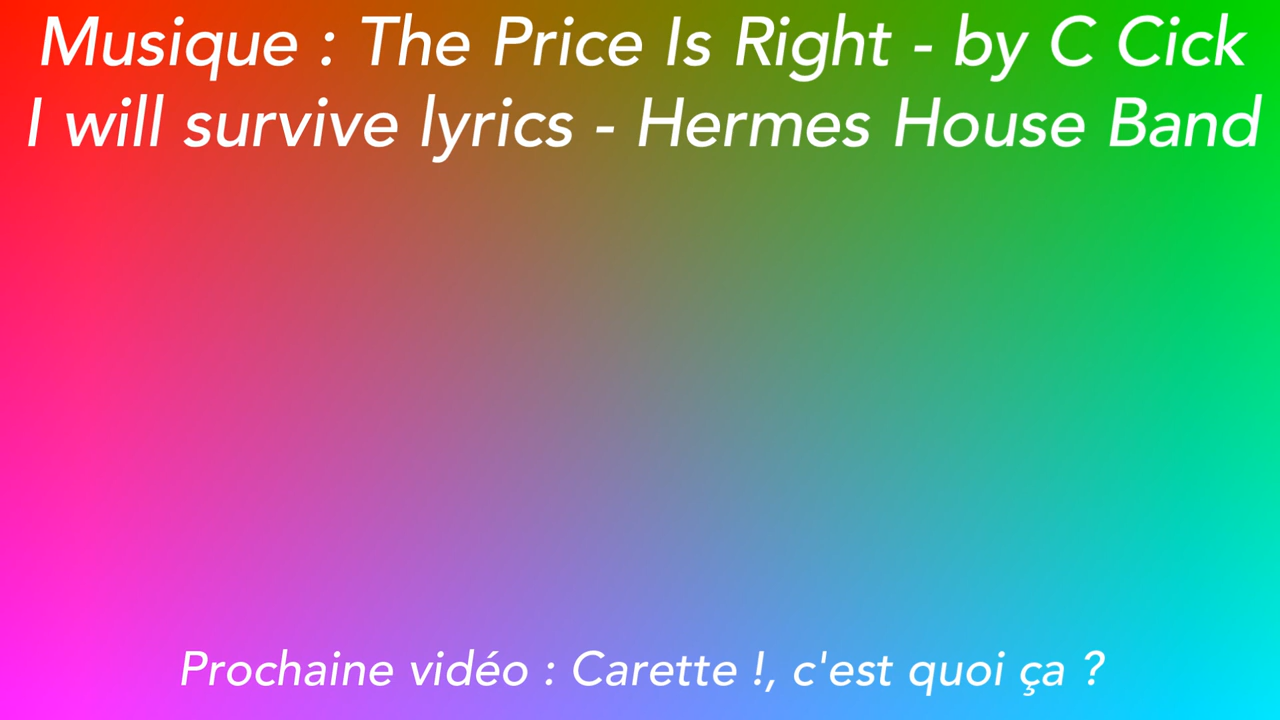 Musique : The Price Is Right - by C Cick
I will survive lyrics - Hermes House Band
Prochaine vidéo : Carette !, c'est quoi ça ?